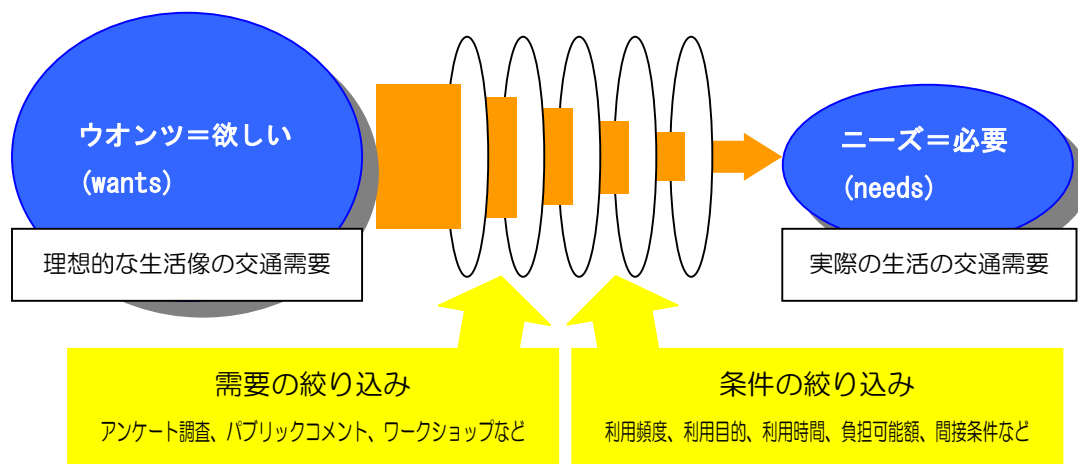 ウオンツ＝欲しい
(wants)
理想的な生活像の交通需要
ニーズ＝必要
(needs)
実際の生活の交通需要
需要の絞り込み
アンケート調査、パブリックコメント、ワークショップなど
条件の絞り込み
利用頻度、利用目的、利用時間、負担可能額、間接条件など